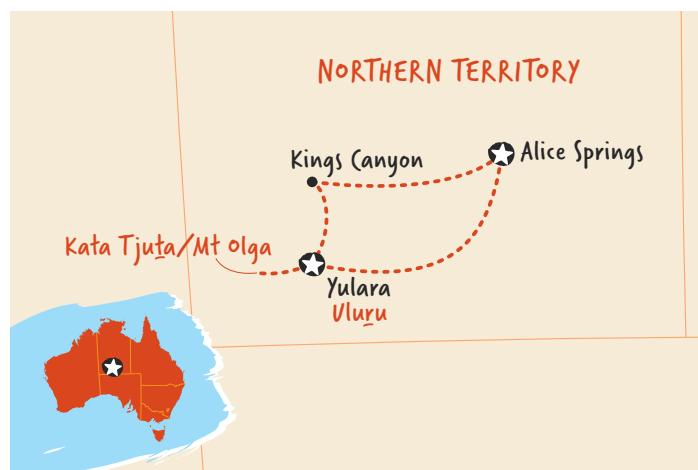 NORTHERN TERRITORY
Kings Canyon
Alice Springs
Kata Tjuṯa/Mt Olga
Yulara
Uluṟu